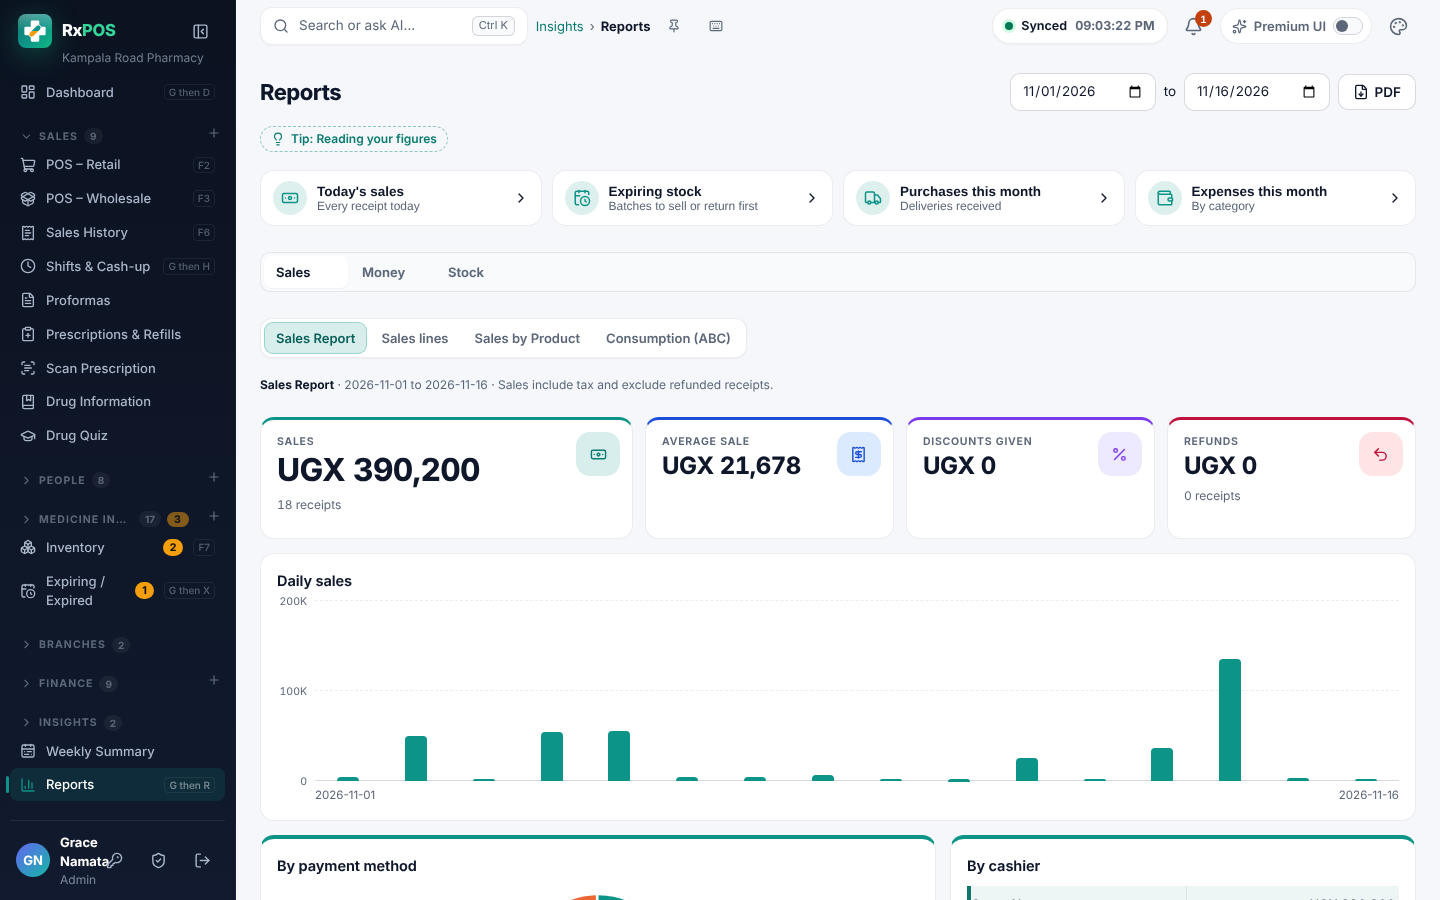 RxPOS
Kampala Road Pharmacy
Dashboard G then D
SALES 9
POS – Retail F2
POS – Wholesale F3
Sales History F6
Shifts & Cash-up G then H
Proformas
Prescriptions & Refills
Scan Prescription
Drug Information
Drug Quiz
PEOPLE 8
MEDICINE IN... 17 3
Inventory 2 F7
Expiring /
Expired 1 G then X
BRANCHES 2
FINANCE 9
INSIGHTS 2
Weekly Summary
Reports G then R
GN
Grace
Namata
Admin
Search or ask AI... Ctrl K
Insights › Reports
Synced 09:03:22 PM
1
Premium UI
Reports
11/01/2026 to 11/16/2026 PDF
Tip: Reading your figures
Today's sales
Every receipt today
Expiring stock
Batches to sell or return first
Purchases this month
Deliveries received
Expenses this month
By category
Sales Money Stock
Sales Report Sales lines Sales by Product Consumption (ABC)
Sales Report · 2026-11-01 to 2026-11-16 · Sales include tax and exclude refunded receipts.
SALES
UGX 390,200
18 receipts
AVERAGE SALE
UGX 21,678
DISCOUNTS GIVEN
UGX 0
REFUNDS
UGX 0
0 receipts
Daily sales
200K
100K
0
2026-11-01 2026-11-16
By payment method
By cashier